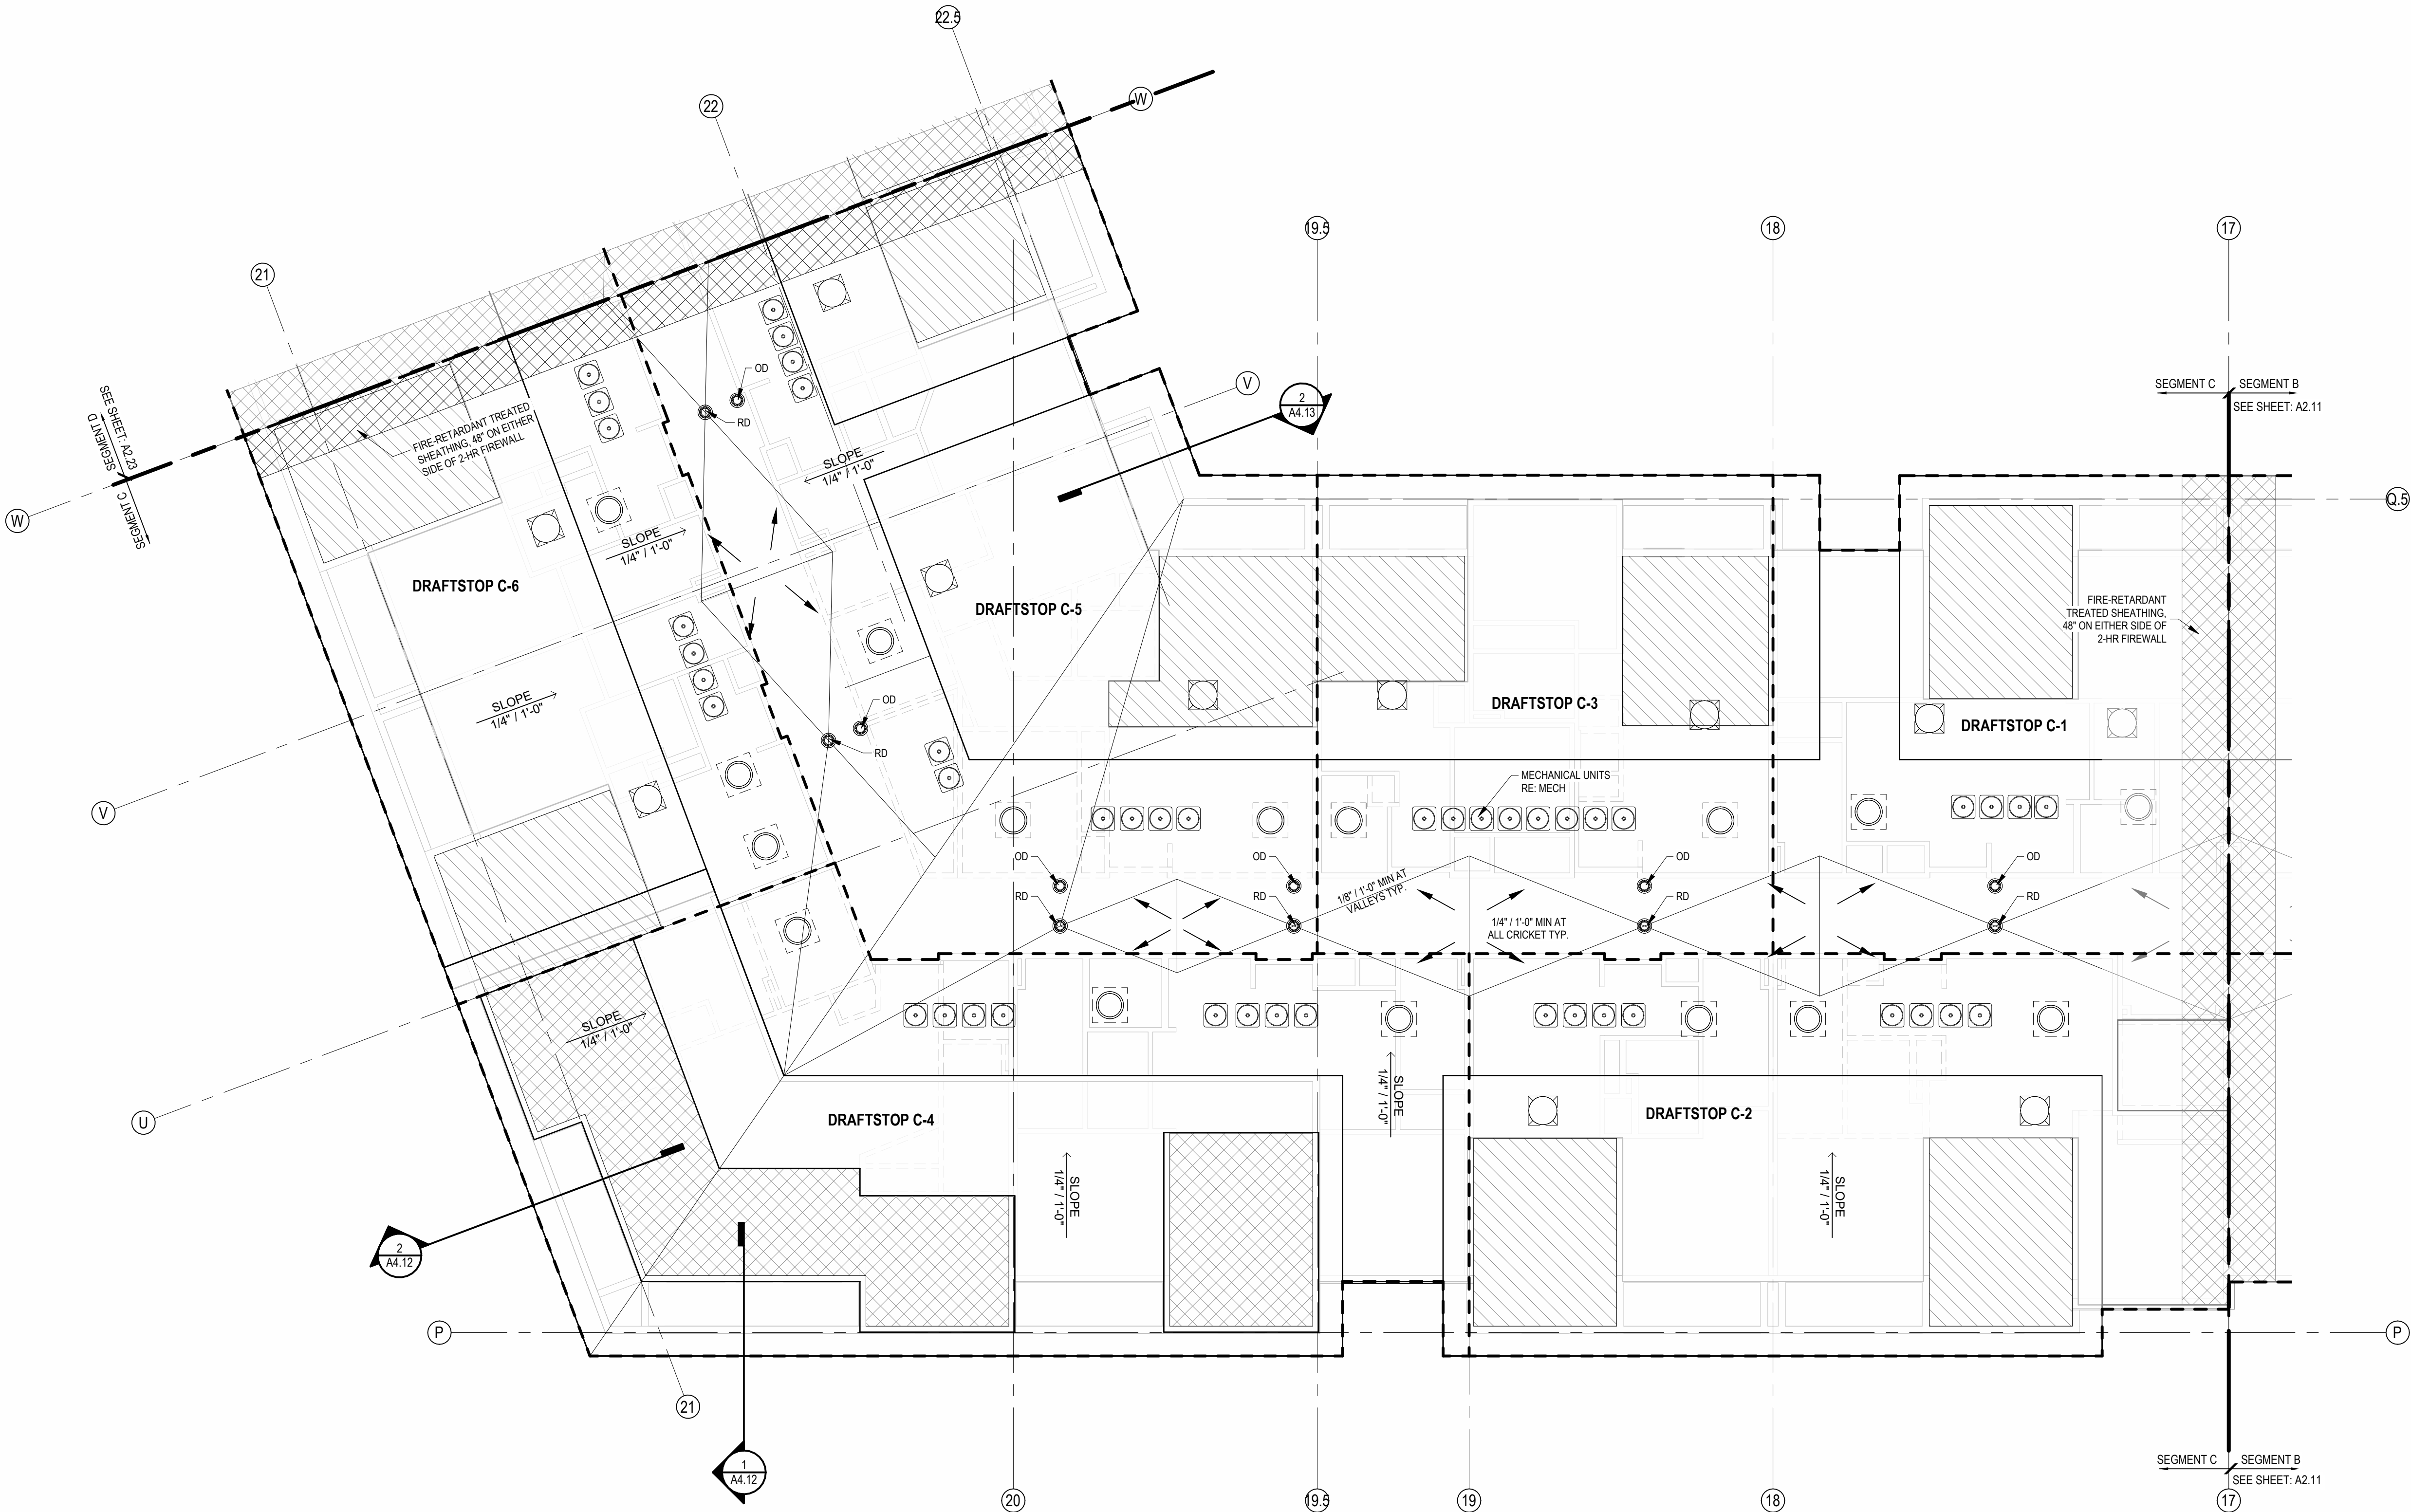 22.5
22
W
19.5
18
17
21
SEE SHEET: A2.23
SEGMENT D
SEGMENT C
FIRE-RETARDANT TREATED
SHEATHING, 48" ON EITHER
SIDE OF 2-HR FIREWALL
OD
RD
V
2
A4.13
SEGMENT C
SEGMENT B
SEE SHEET: A2.11
SLOPE
1/4" / 1'-0"
W
Q.5
SLOPE
1/4" / 1'-0"
DRAFTSTOP C-6
DRAFTSTOP C-5
FIRE-RETARDANT
TREATED SHEATHING,
48" ON EITHER SIDE OF
2-HR FIREWALL
SLOPE
1/4" / 1'-0"
OD
RD
DRAFTSTOP C-3
DRAFTSTOP C-1
MECHANICAL UNITS
RE: MECH
V
OD
OD
OD
OD
1/8" / 1'-0" MIN AT
VALLEYS TYP.
RD
RD
RD
RD
1/4" / 1'-0" MIN AT
ALL CRICKET TYP.
SLOPE
1/4" / 1'-0"
U
SLOPE
1/4" / 1'-0"
DRAFTSTOP C-4
DRAFTSTOP C-2
SLOPE
1/4" / 1'-0"
SLOPE
1/4" / 1'-0"
2
A4.12
P
P
21
1
A4.12
SEGMENT C
SEGMENT B
SEE SHEET: A2.11
20
19.5
19
18
17